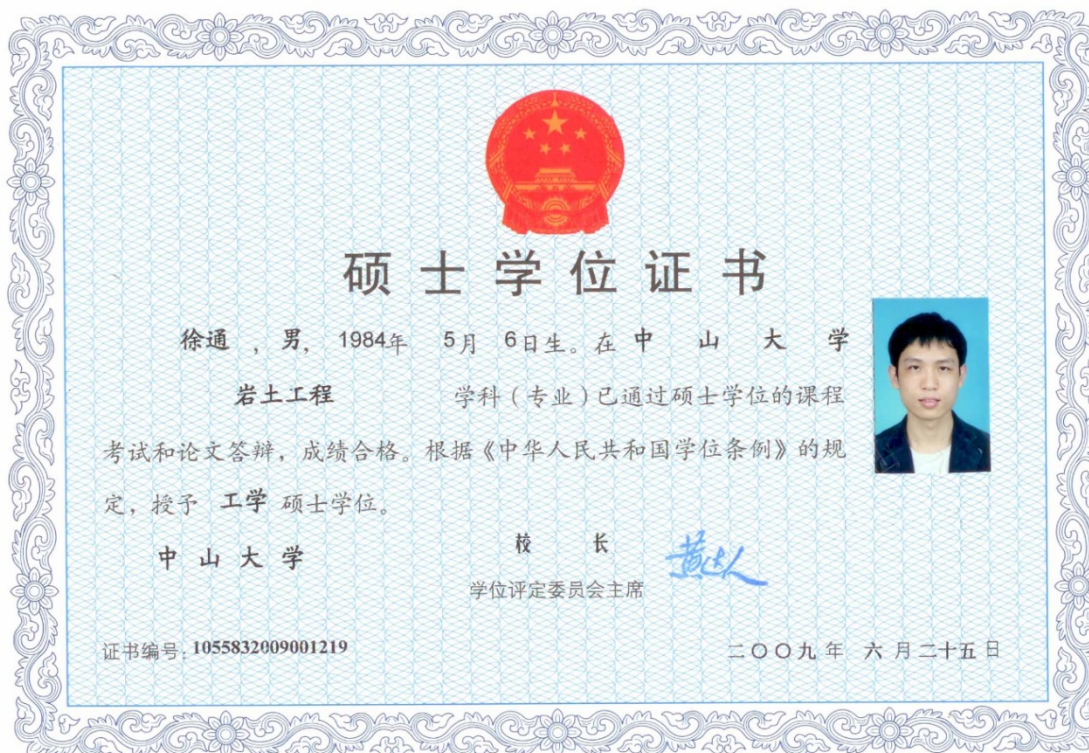 硕士学位证书
徐通 ，男， 1984年 5月 6日生。在 中 山 大 学
岩土工程 学科（专业）已通过硕士学位的课程
考试和论文答辩，成绩合格。根据《中华人民共和国学位条例》的规
定，授予 工学 硕士学位。
中山大学
校 长 黄达人
学位评定委员会主席
证书编号：1055832009001219
二〇〇九年 六月二十五日